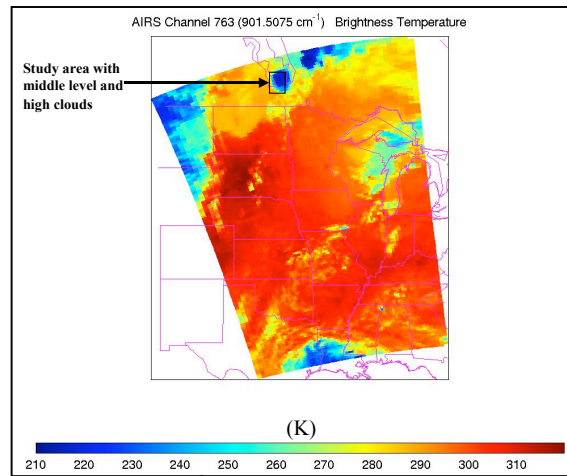 AIRS Channel 763 (901.5075 cm⁻¹) Brightness Temperature
Study area with
middle level and
high clouds
(K)
210 220 230 240 250 260 270 280 290 300 310